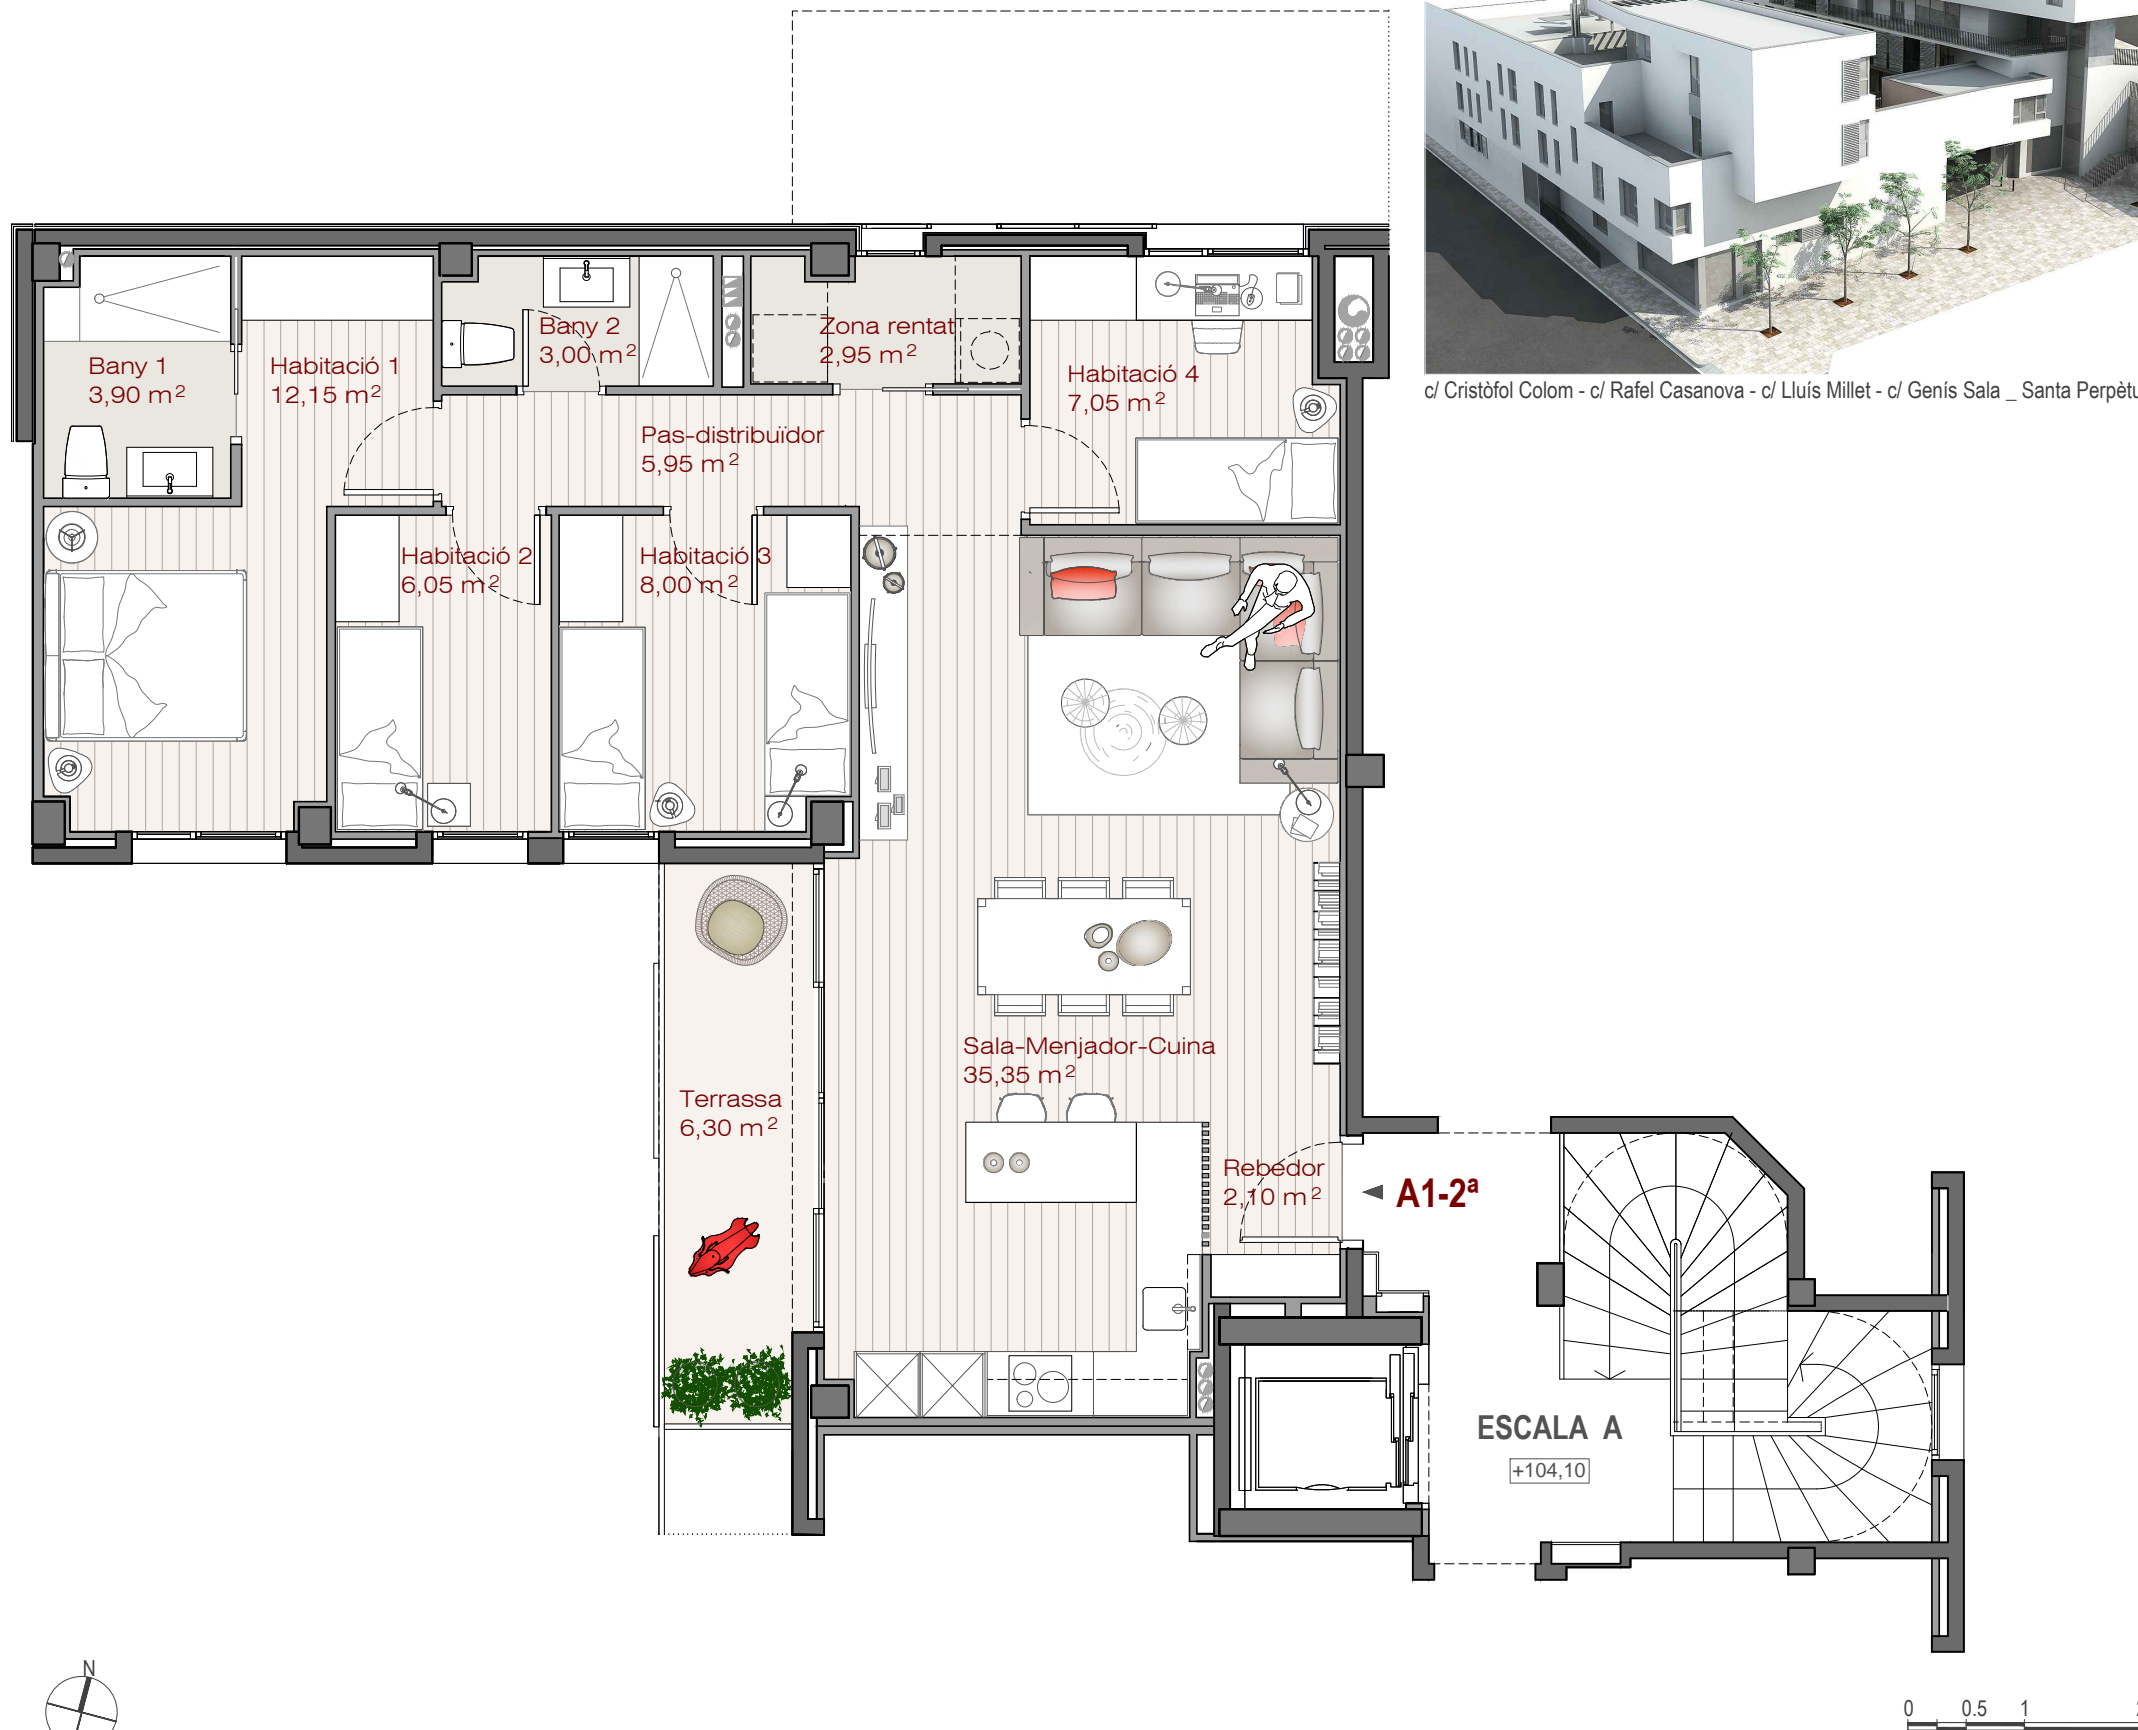 c/ Cristòfol Colom - c/ Rafel Casanova - c/ Lluís Millet - c/ Genís Sala _ Santa
Bany 1
3,90 m²
Habitació 1
12,15 m²
Bany 2
3,00 m²
Zona rentat
2,95 m²
Habitació 4
7,05 m²
Pas-distribuïdor
5,95 m²
Habitació 2
6,05 m²
Habitació 3
8,00 m²
Sala-Menjador-Cuina
35,35 m²
Terrassa
6,30 m²
Rebedor
2,10 m²
A1-2ª
ESCALA A
+104,10
N
0 0.5 1